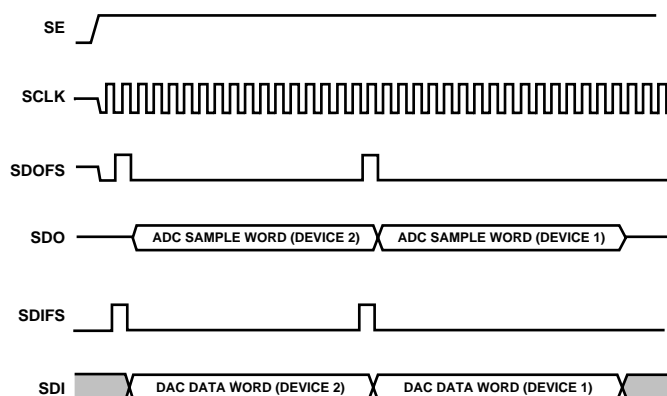 SE
SCLK
SDOFS
SDO ADC SAMPLE WORD (DEVICE 2) ADC SAMPLE WORD (DEVICE 1)
SDIFS
SDI DAC DATA WORD (DEVICE 2) DAC DATA WORD (DEVICE 1)